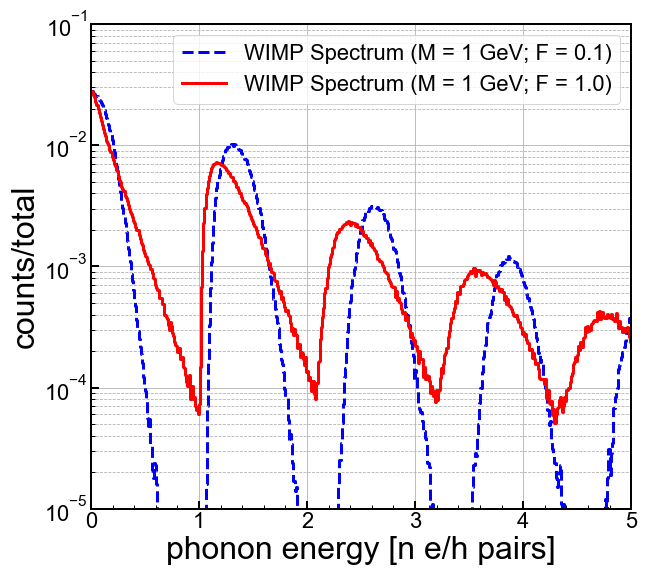 WIMP Spectrum (M = 1 GeV; F = 0.1)
WIMP Spectrum (M = 1 GeV; F = 1.0)
counts/total
10⁻¹
10⁻²
10⁻³
10⁻⁴
10⁻⁵
0 1 2 3 4 5
phonon energy [n e/h pairs]